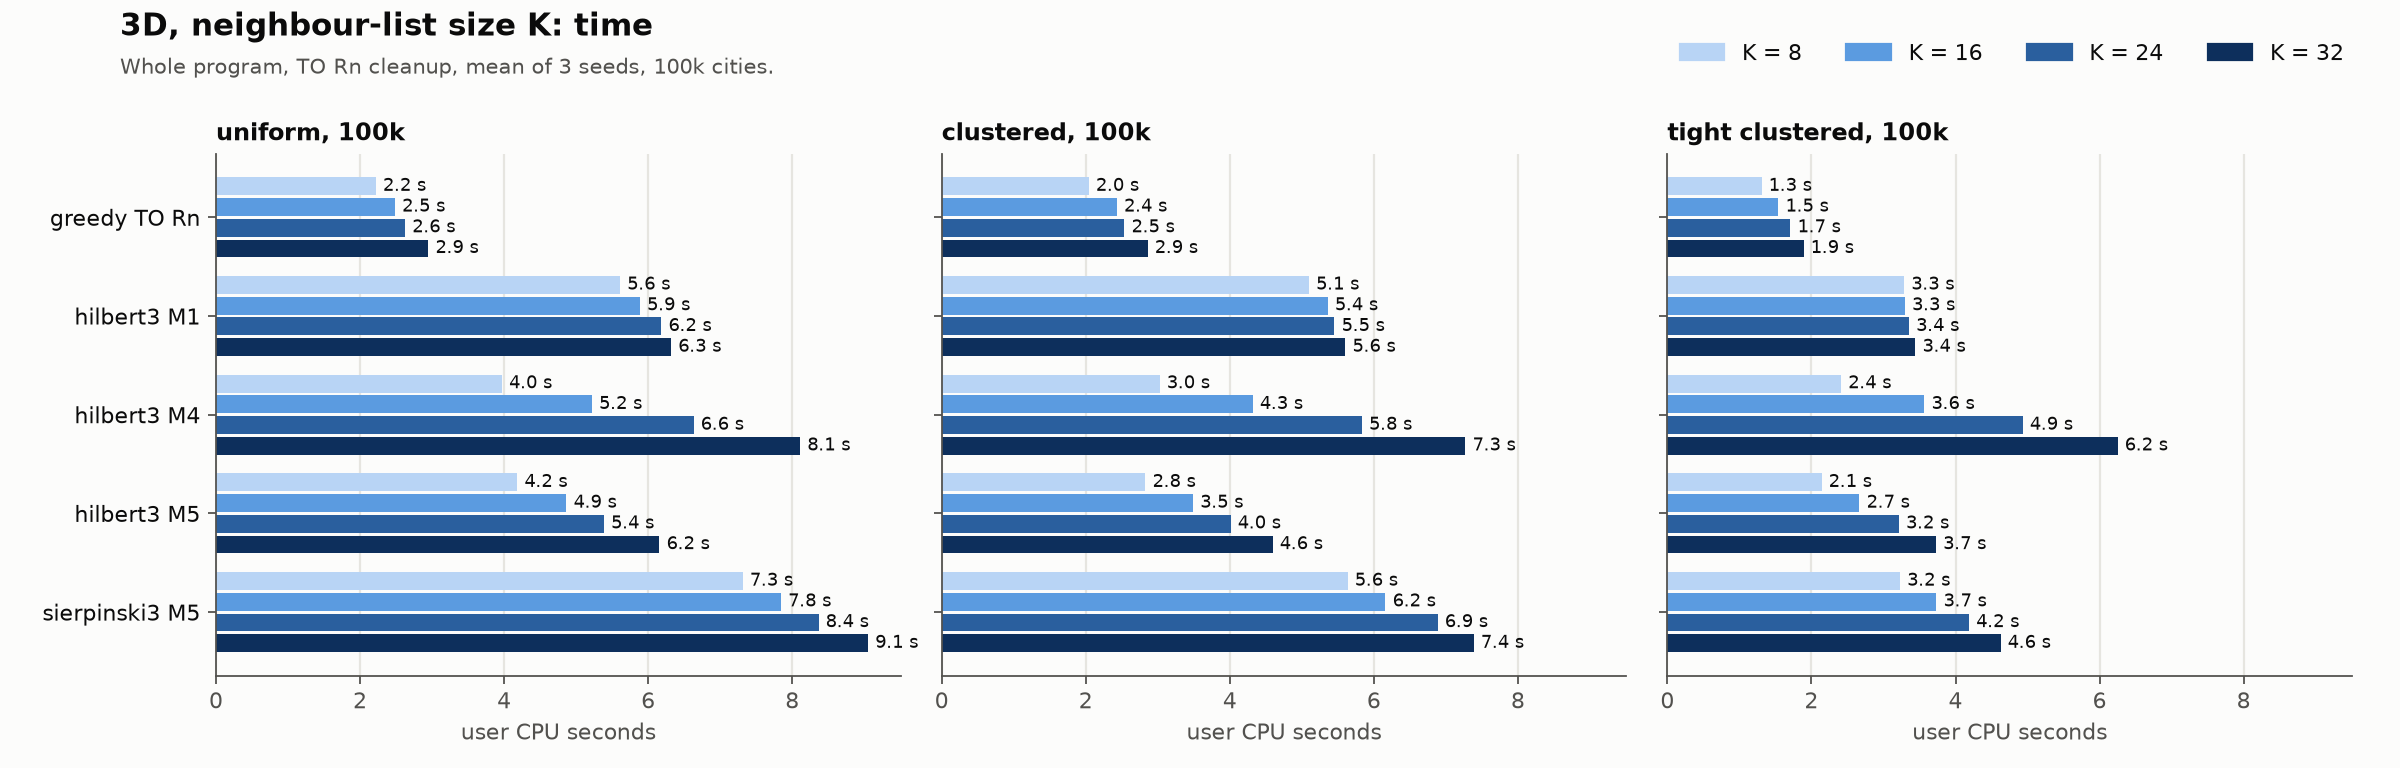 3D, neighbour-list size K: time
Whole program, TO Rn cleanup, mean of 3 seeds, 100k cities.
K = 8 K = 16 K = 24 K = 32
uniform, 100k
greedy TO Rn
2.2 s
2.5 s
2.6 s
2.9 s
hilbert3 M1
5.6 s
5.9 s
6.2 s
6.3 s
hilbert3 M4
4.0 s
5.2 s
6.6 s
8.1 s
hilbert3 M5
4.2 s
4.9 s
5.4 s
6.2 s
sierpinski3 M5
7.3 s
7.8 s
8.4 s
9.1 s
0 2 4 6 8
user CPU seconds
clustered, 100k
2.0 s
2.4 s
2.5 s
2.9 s
5.1 s
5.4 s
5.5 s
5.6 s
3.0 s
4.3 s
5.8 s
7.3 s
2.8 s
3.5 s
4.0 s
4.6 s
5.6 s
6.2 s
6.9 s
7.4 s
0 2 4 6 8
user CPU seconds
tight clustered, 100k
1.3 s
1.5 s
1.7 s
1.9 s
3.3 s
3.3 s
3.4 s
3.4 s
2.4 s
3.6 s
4.9 s
6.2 s
2.1 s
2.7 s
3.2 s
3.7 s
3.2 s
3.7 s
4.2 s
4.6 s
0 2 4 6 8
user CPU seconds